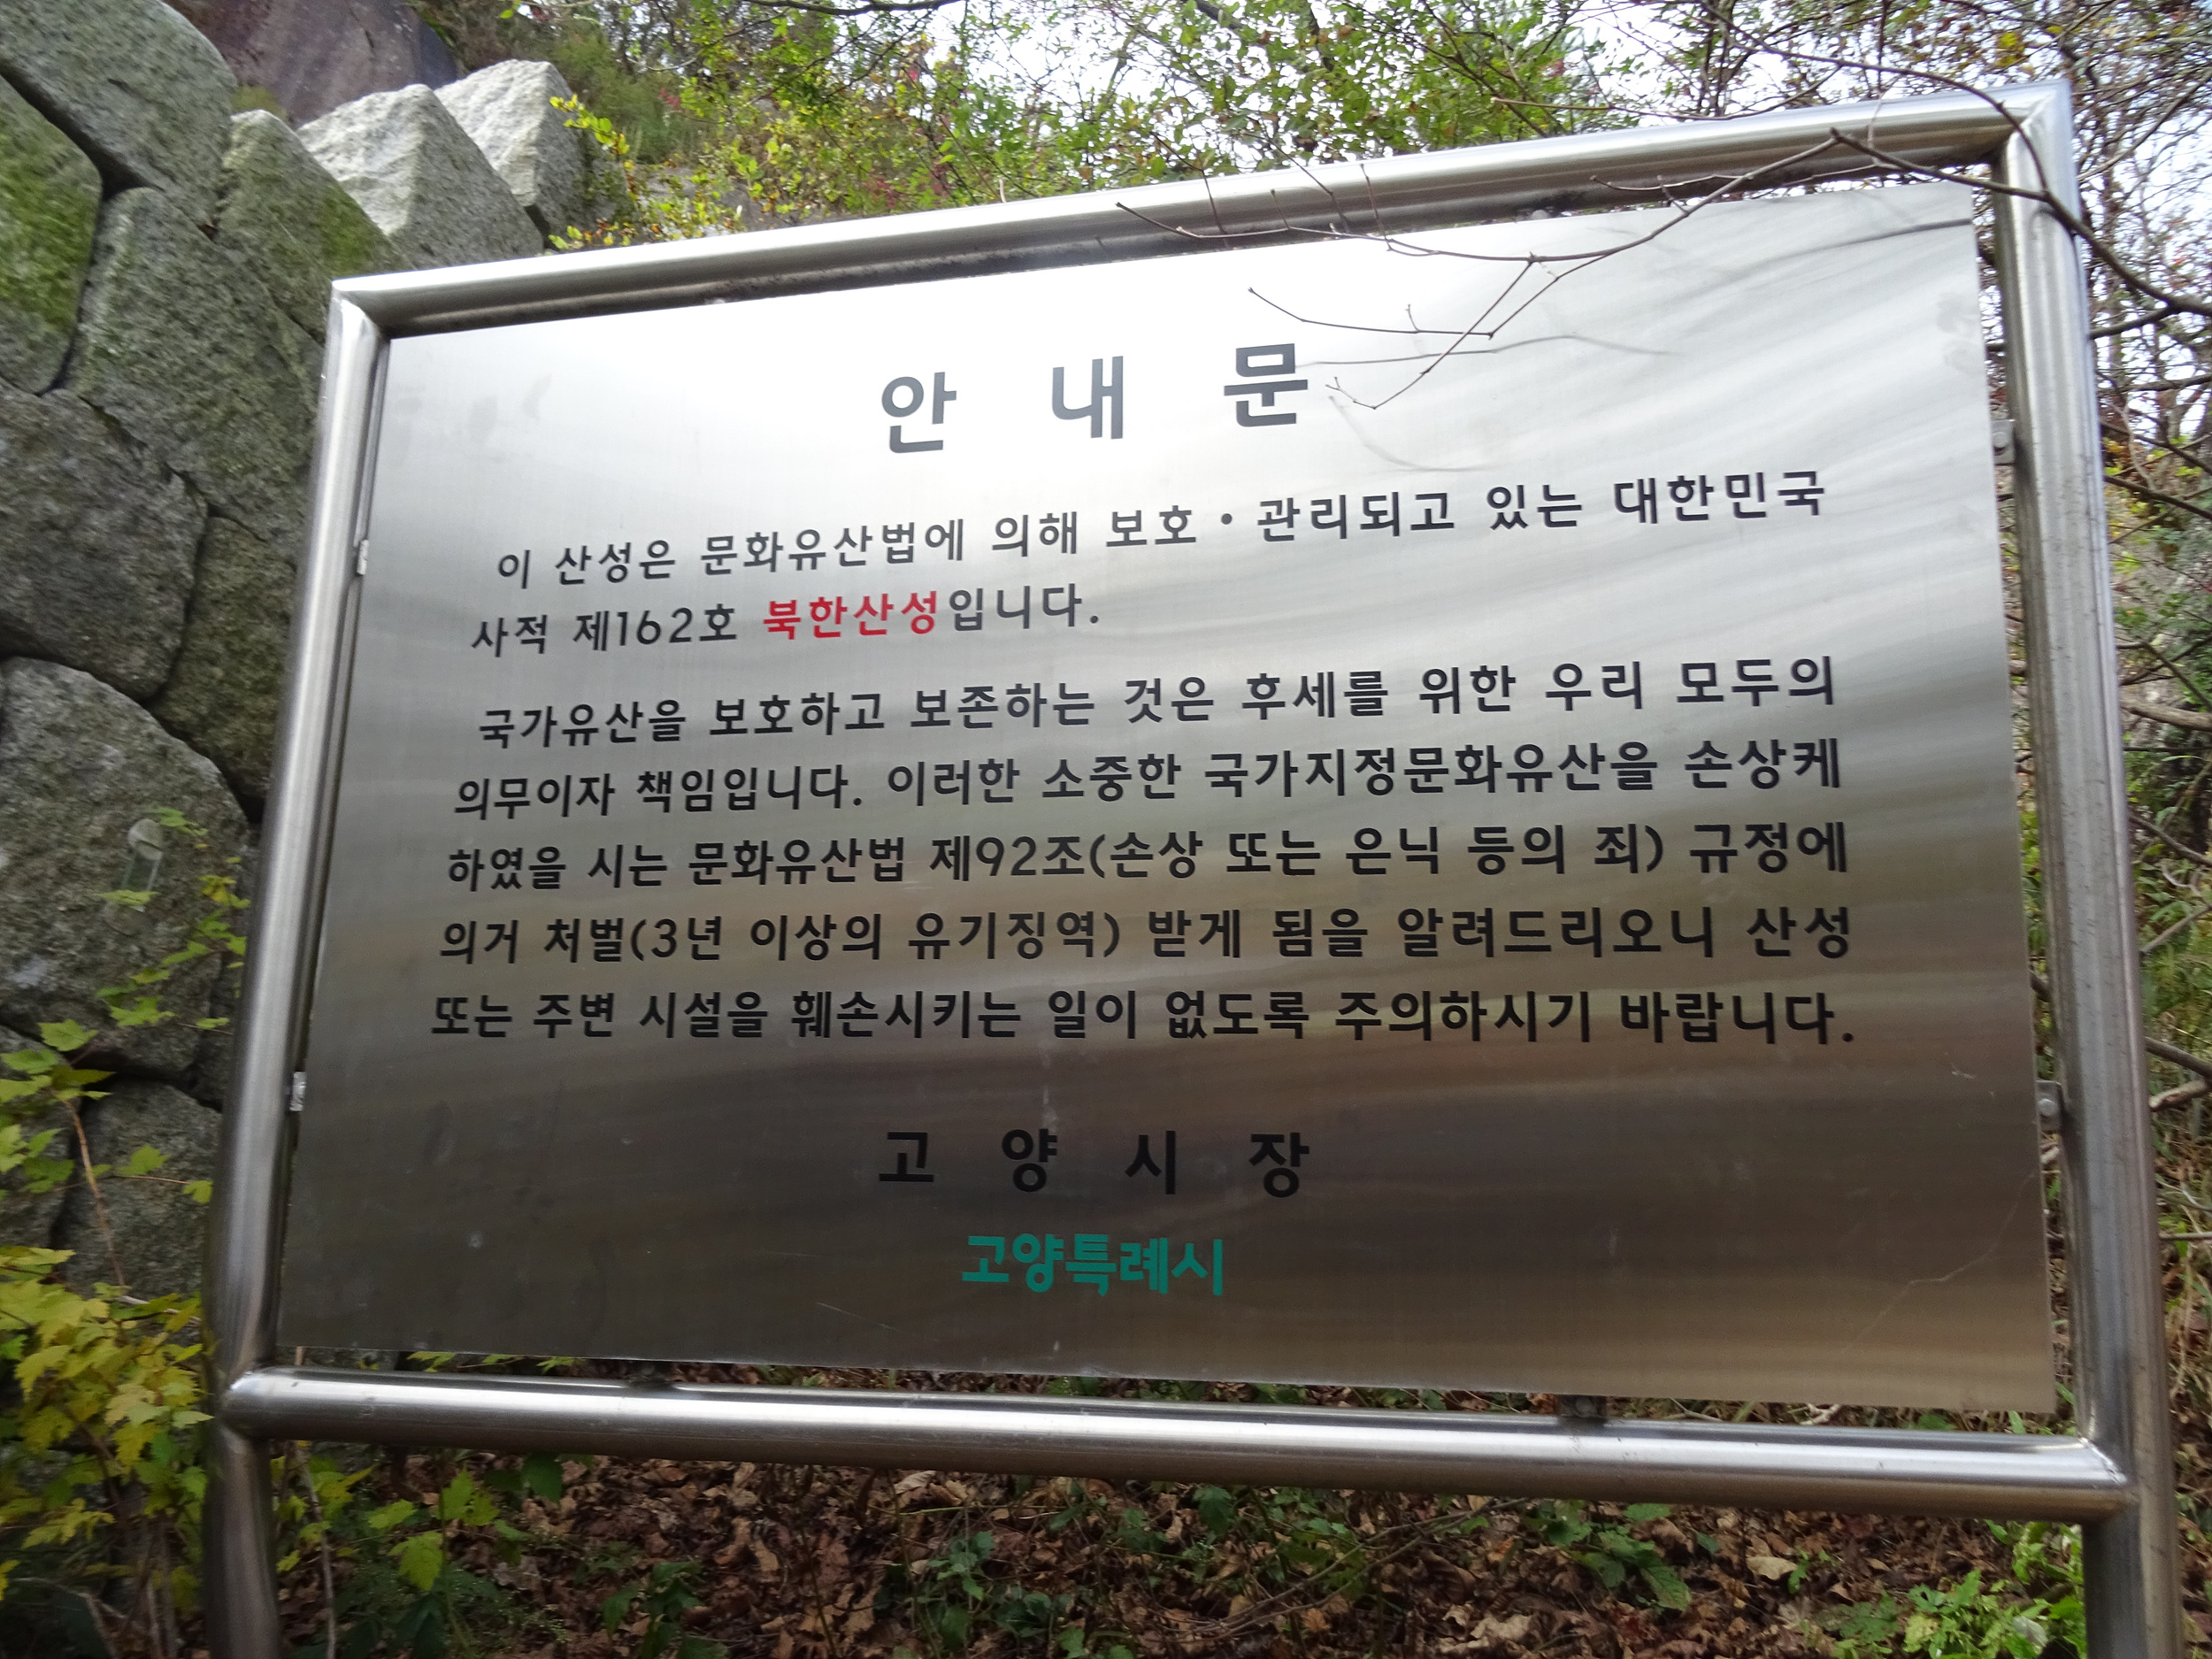 안 내 문
이 산성은 문화유산법에 의해 보호·관리되고 있는 대한민국
사적 제162호 북한산성입니다.
국가유산을 보호하고 보존하는 것은 후세를 위한 우리 모두의
의무이자 책임입니다. 이러한 소중한 국가지정문화유산을 손상케
하였을 시는 문화유산법 제92조(손상 또는 은닉 등의 죄) 규정에
의거 처벌(3년 이상의 유기징역) 받게 됨을 알려드리오니 산성
또는 주변 시설을 훼손시키는 일이 없도록 주의하시기 바랍니다.
고 양 시 장
고양특례시